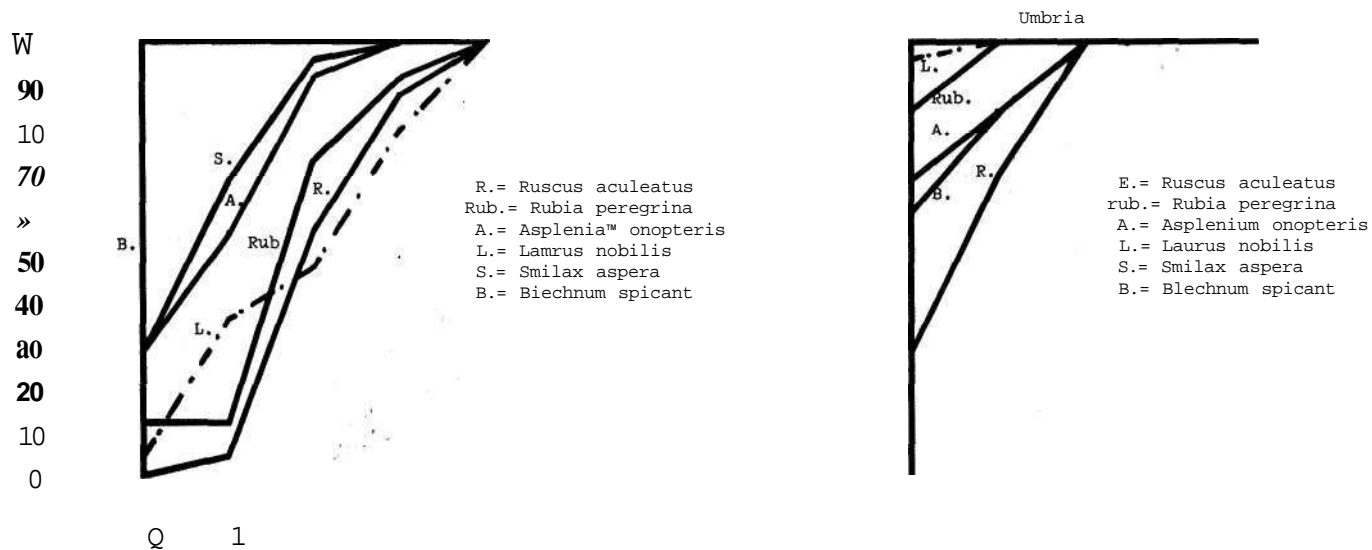 W
90
10
70
»
50
40
a0
20
10
0
Q 1
S.
A.
R.
B.
Rub
L.
R.= Ruscus aculeatus
Rub.= Rubia peregrina
A.= Asplenia™ onopteris
L.= Lamrus nobilis
S.= Smilax aspera
B.= Biechnum spicant
Umbria
L.
Rub.
A.
R.
B.
E.= Ruscus aculeatus
rub.= Rubia peregrina
A.= Asplenium onopteris
L.= Laurus nobilis
S.= Smilax aspera
B.= Blechnum spicant